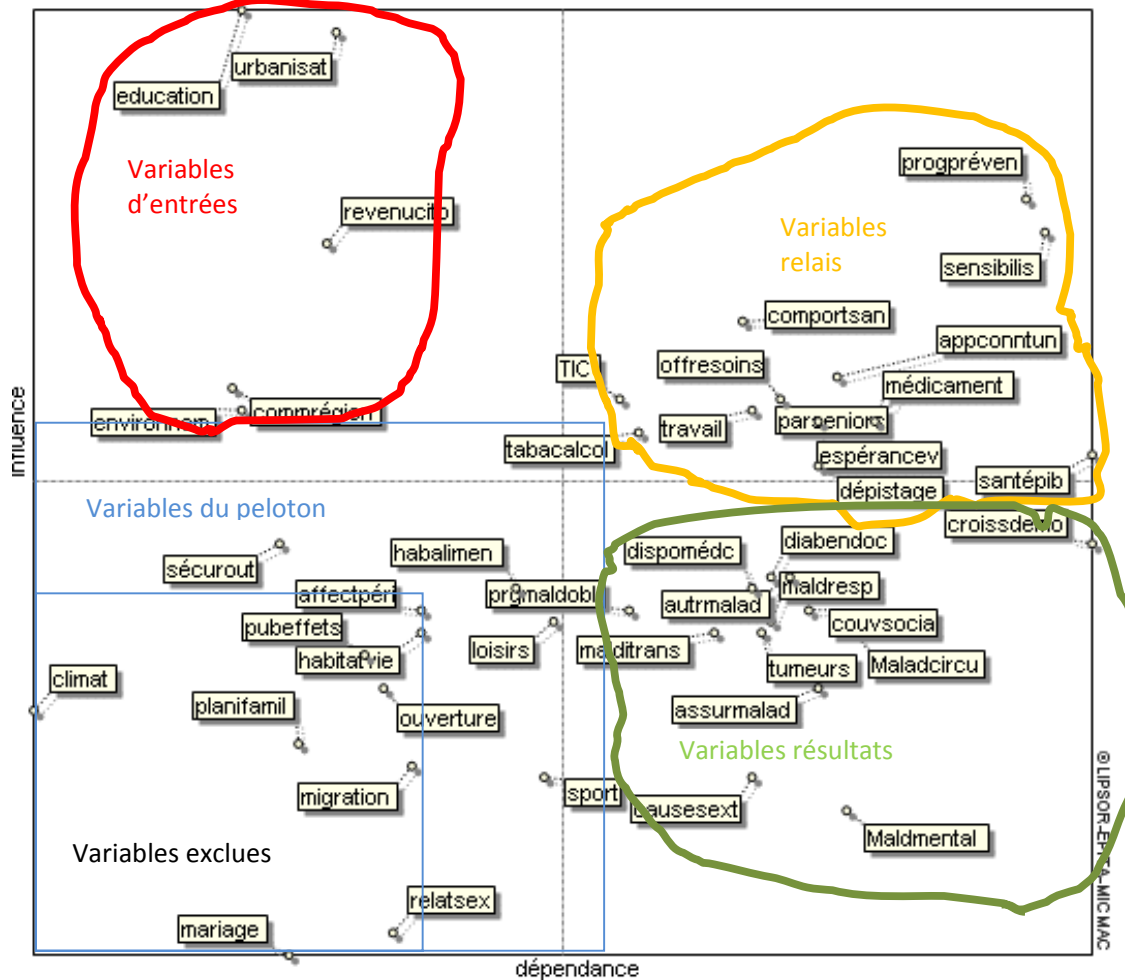 urbanisat
education
Variables
d'entrées
revenucito
progpréven
Variables
relais
sensibilis
comportsan
appconntun
TIC
offresoins
médicament
environnem
commrégion
travail
parseniors
tabacalcol
espérancev
santépib
dépistage
influence
Variables du peloton
croissdemo
habalimen
dispomédc
diabendoc
sécurout
affectpéri
prgmaldobl
autrmalad
maldresp
pubeffets
couvsocia
habitatvie
loisirs
malditrans
tumeurs
Maladcircu
climat
planifamil
ouverture
assurmalad
Variables résultats
migration
sport
causesext
Maldmental
Variables exclues
relatsex
mariage
© LIPSOR-EPITA-MICMAC
dépendance